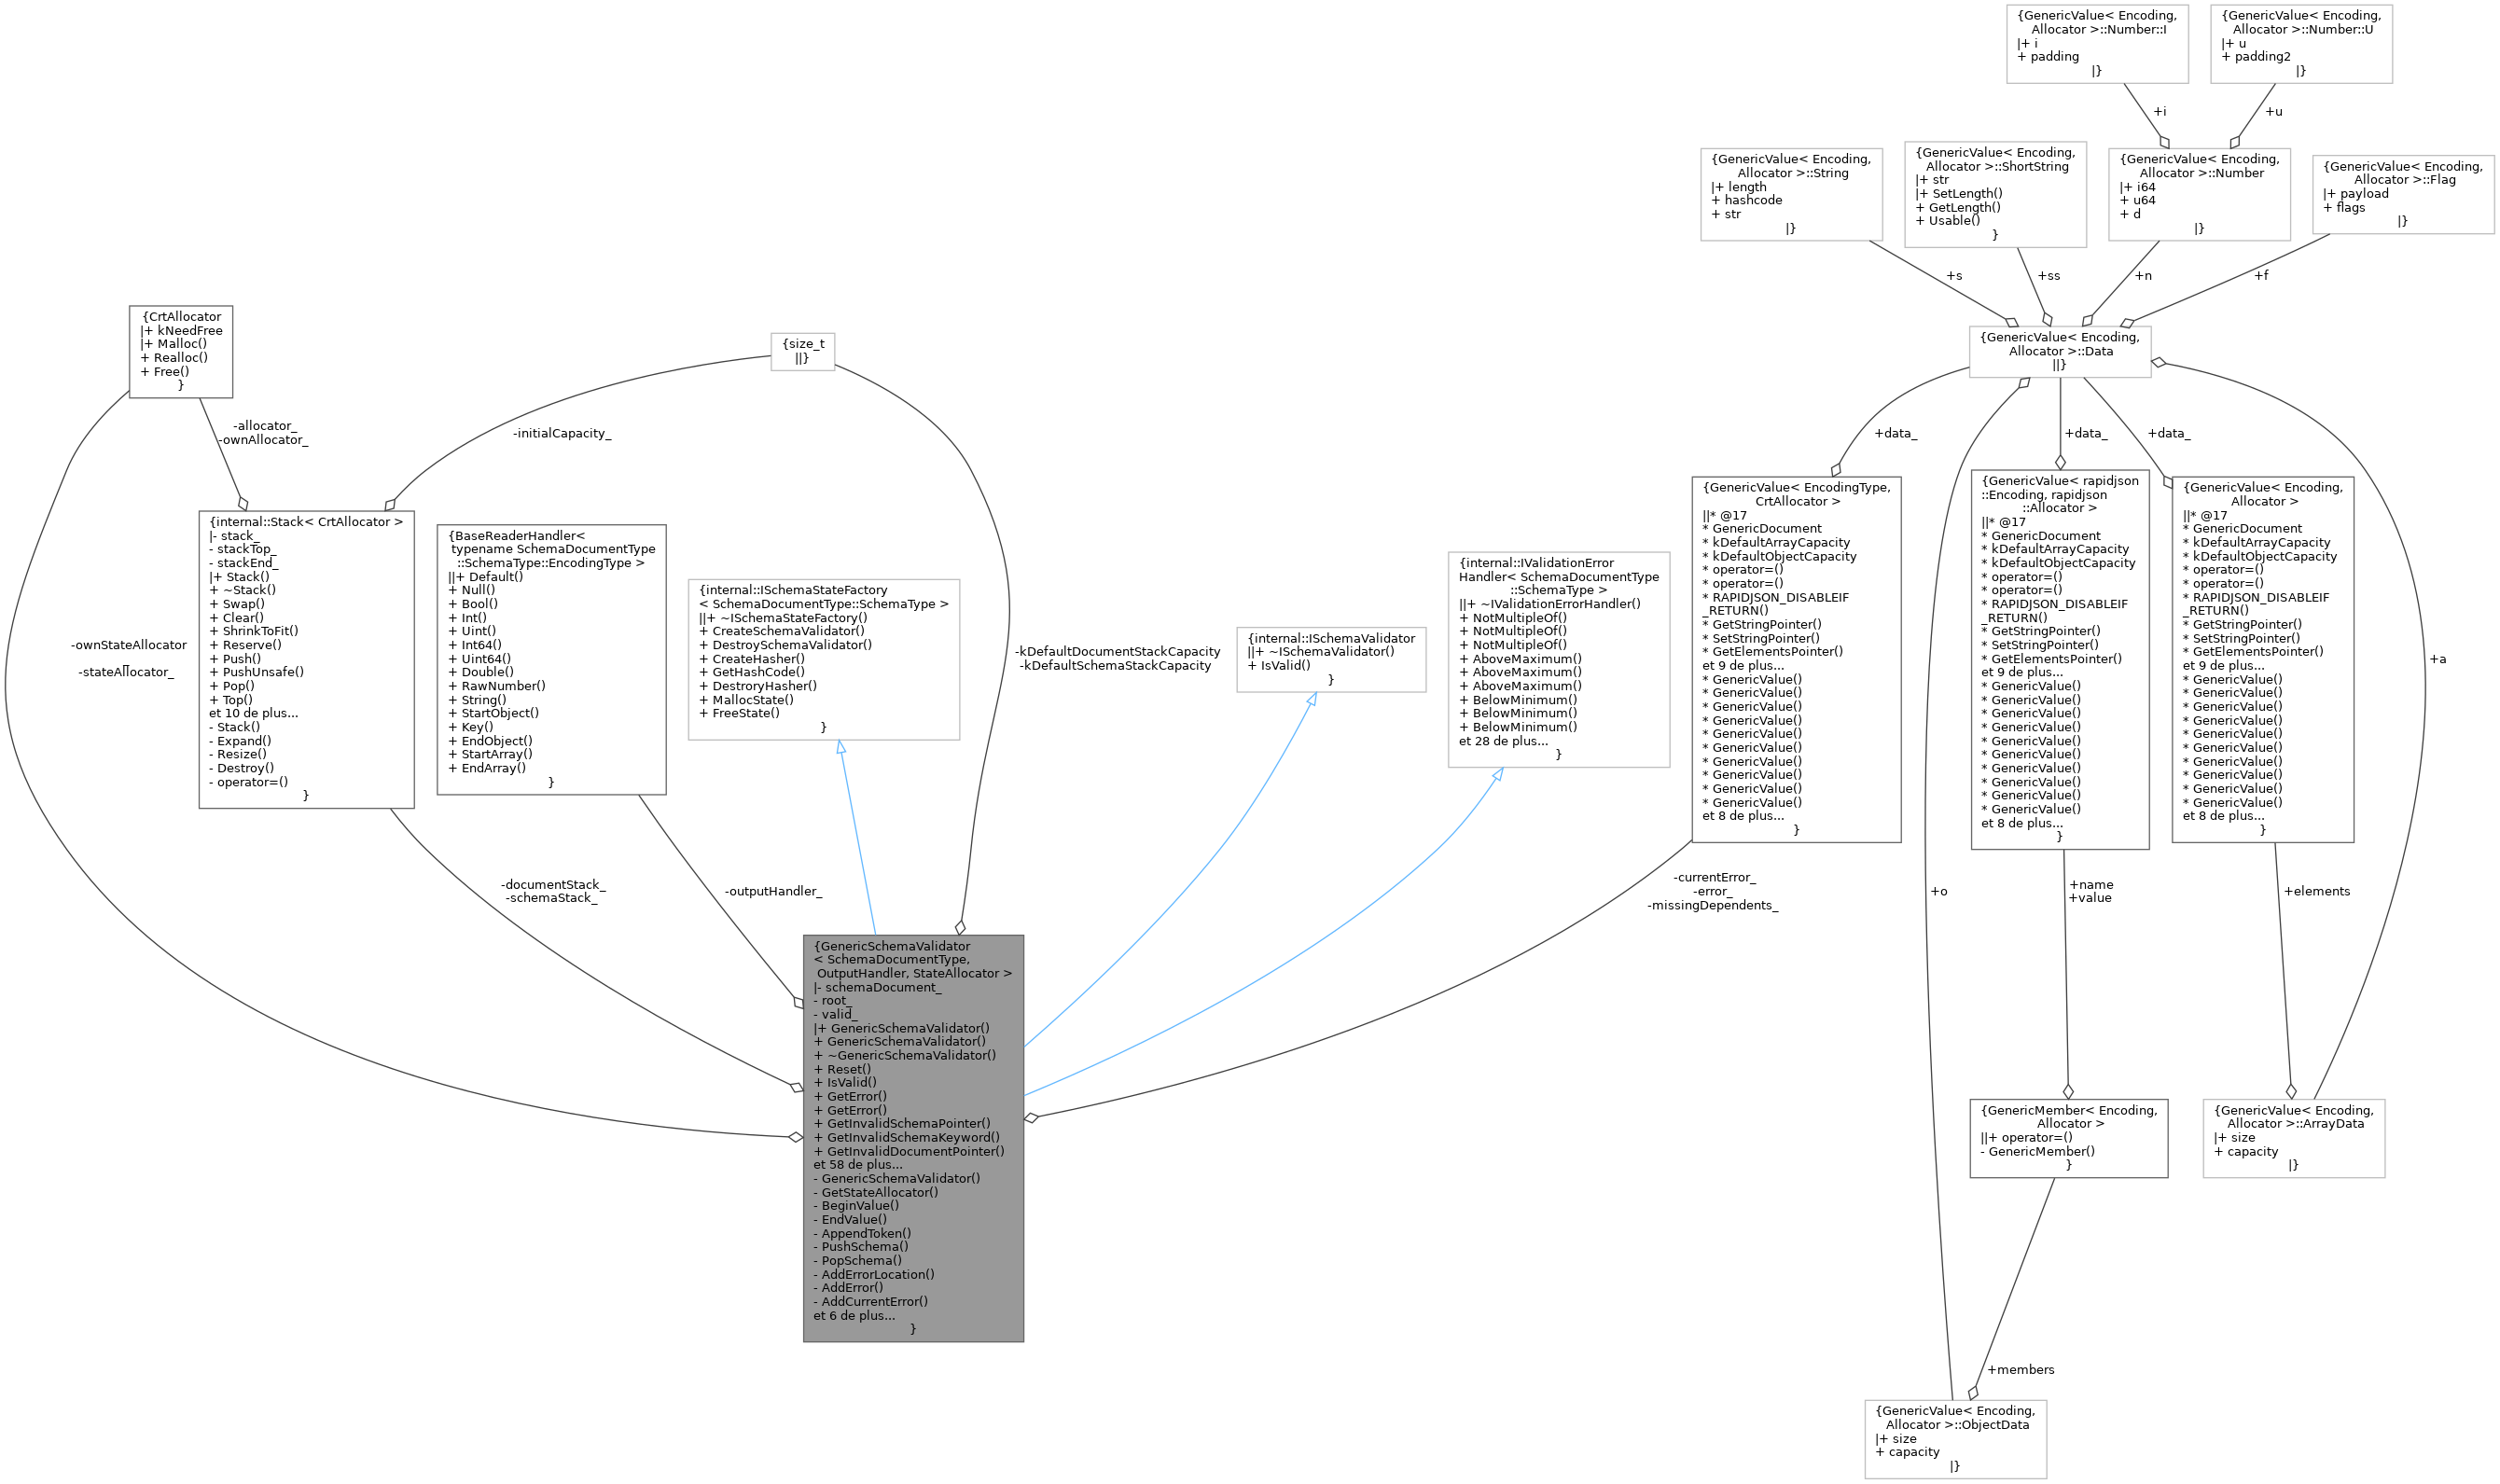 {GenericValue< Encoding,
Allocator >::Number::I
|+ i
+ padding
|}
{GenericValue< Encoding,
Allocator >::Number::U
|+ u
+ padding2
|}
+i
+u
{GenericValue< Encoding,
Allocator >::String
|+ length
+ hashcode
+ str
|}
{GenericValue< Encoding,
Allocator >::ShortString
|+ str
|+ SetLength()
+ GetLength()
+ Usable()
}
{GenericValue< Encoding,
Allocator >::Number
|+ i64
+ u64
+ d
|}
{GenericValue< Encoding,
Allocator >::Flag
|+ payload
+ flags
|}
+s
+ss
+n
+f
{CrtAllocator
|+ kNeedFree
|+ Malloc()
+ Realloc()
+ Free()
}
{size_t
||}
{GenericValue< Encoding,
Allocator >::Data
||}
-allocator_
-ownAllocator_
-initialCapacity_
+data_
+data_
+data_
{internal::Stack< CrtAllocator >
|- stack_
- stackTop_
- stackEnd_
|+ Stack()
+ ~Stack()
+ Swap()
+ Clear()
+ ShrinkToFit()
+ Reserve()
+ Push()
+ PushUnsafe()
+ Pop()
+ Top()
et 10 de plus...
- Stack()
- Expand()
- Resize()
- Destroy()
- operator=()
}
{BaseReaderHandler<
typename SchemaDocumentType
::SchemaType::EncodingType >
||+ Default()
+ Null()
+ Bool()
+ Int()
+ Uint()
+ Int64()
+ Uint64()
+ Double()
+ RawNumber()
+ String()
+ StartObject()
+ Key()
+ EndObject()
+ StartArray()
+ EndArray()
}
{internal::ISchemaStateFactory
< SchemaDocumentType::SchemaType >
||+ ~ISchemaStateFactory()
+ CreateSchemaValidator()
+ DestroySchemaValidator()
+ CreateHasher()
+ GetHashCode()
+ DestroryHasher()
+ MallocState()
+ FreeState()
}
{internal::ISchemaValidator
||+ ~ISchemaValidator()
+ IsValid()
}
{internal::IValidationError
Handler< SchemaDocumentType
::SchemaType >
||+ ~IValidationErrorHandler()
+ NotMultipleOf()
+ NotMultipleOf()
+ NotMultipleOf()
+ AboveMaximum()
+ AboveMaximum()
+ AboveMaximum()
+ BelowMinimum()
+ BelowMinimum()
+ BelowMinimum()
et 28 de plus...
}
{GenericValue< EncodingType,
CrtAllocator >
||* @17
* GenericDocument
* kDefaultArrayCapacity
* kDefaultObjectCapacity
* operator=()
* operator=()
* RAPIDJSON_DISABLEIF
_RETURN()
* GetStringPointer()
* SetStringPointer()
* GetElementsPointer()
et 9 de plus...
* GenericValue()
* GenericValue()
* GenericValue()
* GenericValue()
* GenericValue()
* GenericValue()
* GenericValue()
* GenericValue()
* GenericValue()
* GenericValue()
et 8 de plus...
}
{GenericValue< rapidjson
::Encoding, rapidjson
::Allocator >
||* @17
* GenericDocument
* kDefaultArrayCapacity
* kDefaultObjectCapacity
* operator=()
* operator=()
* RAPIDJSON_DISABLEIF
_RETURN()
* GetStringPointer()
* SetStringPointer()
* GetElementsPointer()
et 9 de plus...
* GenericValue()
* GenericValue()
* GenericValue()
* GenericValue()
* GenericValue()
* GenericValue()
* GenericValue()
* GenericValue()
* GenericValue()
* GenericValue()
et 8 de plus...
}
{GenericValue< Encoding,
Allocator >
||* @17
* GenericDocument
* kDefaultArrayCapacity
* kDefaultObjectCapacity
* operator=()
* operator=()
* RAPIDJSON_DISABLEIF
_RETURN()
* GetStringPointer()
* SetStringPointer()
* GetElementsPointer()
et 9 de plus...
* GenericValue()
* GenericValue()
* GenericValue()
* GenericValue()
* GenericValue()
* GenericValue()
* GenericValue()
* GenericValue()
* GenericValue()
* GenericValue()
et 8 de plus...
}
-ownStateAllocator
_
-stateAllocator_
-kDefaultDocumentStackCapacity
-kDefaultSchemaStackCapacity
+a
-documentStack_
-schemaStack_
-outputHandler_
-currentError_
-error_
-missingDependents_
+o
+name
+value
+elements
{GenericSchemaValidator
< SchemaDocumentType,
OutputHandler, StateAllocator >
|- schemaDocument_
- root_
- valid_
|+ GenericSchemaValidator()
+ GenericSchemaValidator()
+ ~GenericSchemaValidator()
+ Reset()
+ IsValid()
+ GetError()
+ GetError()
+ GetInvalidSchemaPointer()
+ GetInvalidSchemaKeyword()
+ GetInvalidDocumentPointer()
et 58 de plus...
- GenericSchemaValidator()
- GetStateAllocator()
- BeginValue()
- EndValue()
- AppendToken()
- PushSchema()
- PopSchema()
- AddErrorLocation()
- AddError()
- AddCurrentError()
et 6 de plus...
}
{GenericMember< Encoding,
Allocator >
||+ operator=()
- GenericMember()
}
{GenericValue< Encoding,
Allocator >::ArrayData
|+ size
+ capacity
|}
+members
{GenericValue< Encoding,
Allocator >::ObjectData
|+ size
+ capacity
|}